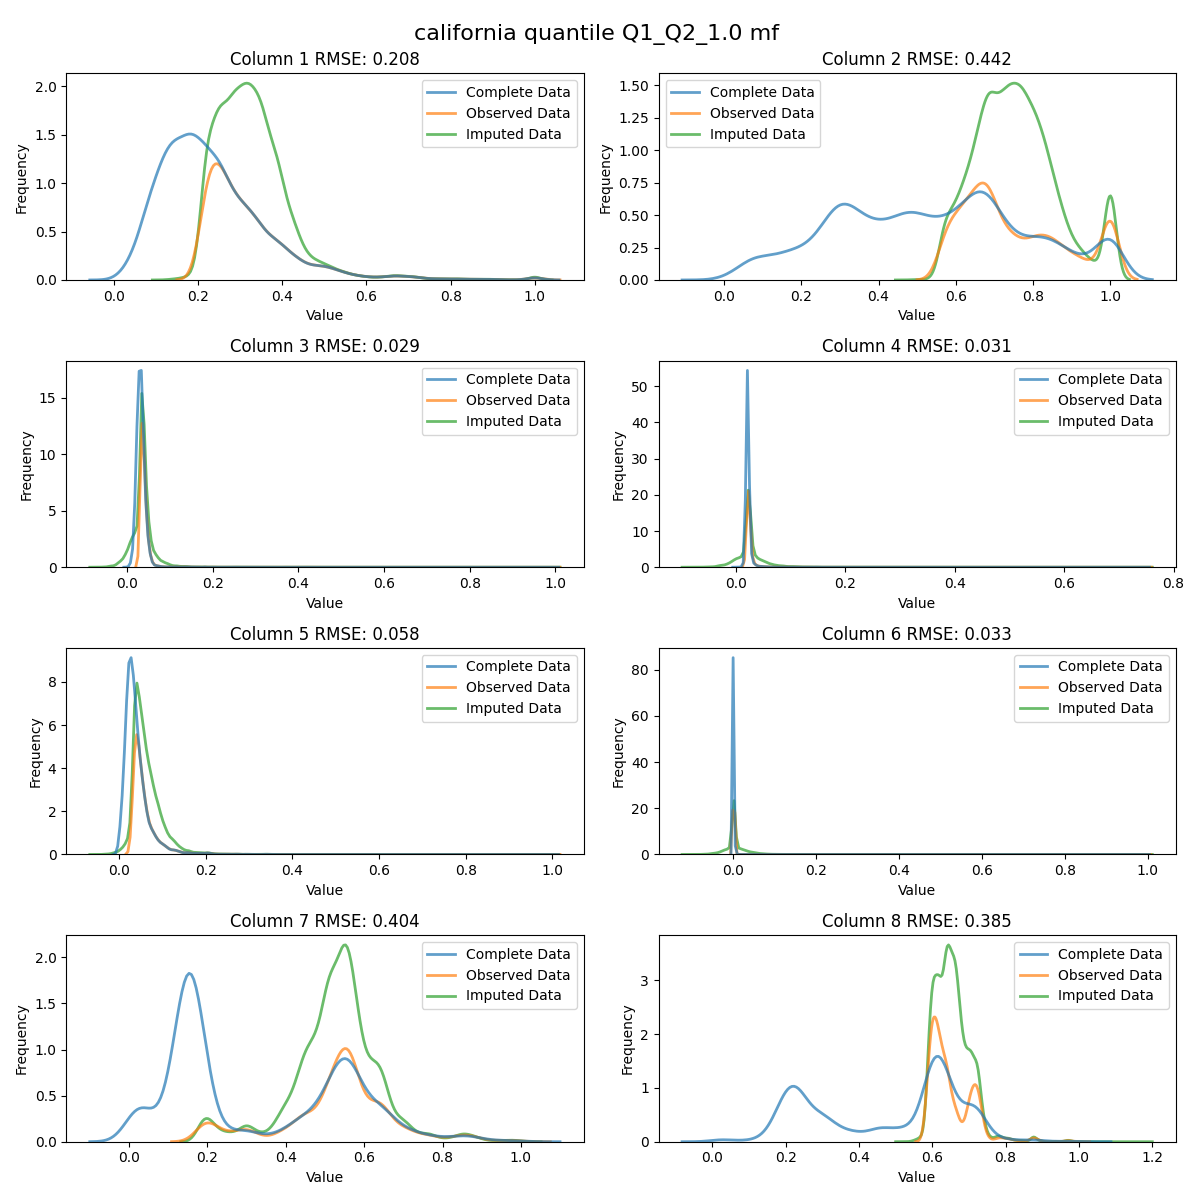 california quantile Q1_Q2_1.0 mf
Column 1 RMSE: 0.208
Frequency
2.0
1.5
1.0
0.5
0.0
Complete Data
Observed Data
Imputed Data
0.0 0.2 0.4 0.6 0.8 1.0
Value
Column 2 RMSE: 0.442
Frequency
1.50
1.25
1.00
0.75
0.50
0.25
0.00
Complete Data
Observed Data
Imputed Data
0.0 0.2 0.4 0.6 0.8 1.0
Value
Column 3 RMSE: 0.029
Frequency
15
10
5
0
Complete Data
Observed Data
Imputed Data
0.0 0.2 0.4 0.6 0.8 1.0
Value
Column 4 RMSE: 0.031
Frequency
50
40
30
20
10
0
Complete Data
Observed Data
Imputed Data
0.0 0.2 0.4 0.6 0.8
Value
Column 5 RMSE: 0.058
Frequency
8
6
4
2
0
Complete Data
Observed Data
Imputed Data
0.0 0.2 0.4 0.6 0.8 1.0
Value
Column 6 RMSE: 0.033
Frequency
80
60
40
20
0
Complete Data
Observed Data
Imputed Data
0.0 0.2 0.4 0.6 0.8 1.0
Value
Column 7 RMSE: 0.404
Frequency
2.0
1.5
1.0
0.5
0.0
Complete Data
Observed Data
Imputed Data
0.0 0.2 0.4 0.6 0.8 1.0
Value
Column 8 RMSE: 0.385
Frequency
3
2
1
0
Complete Data
Observed Data
Imputed Data
0.0 0.2 0.4 0.6 0.8 1.0 1.2
Value